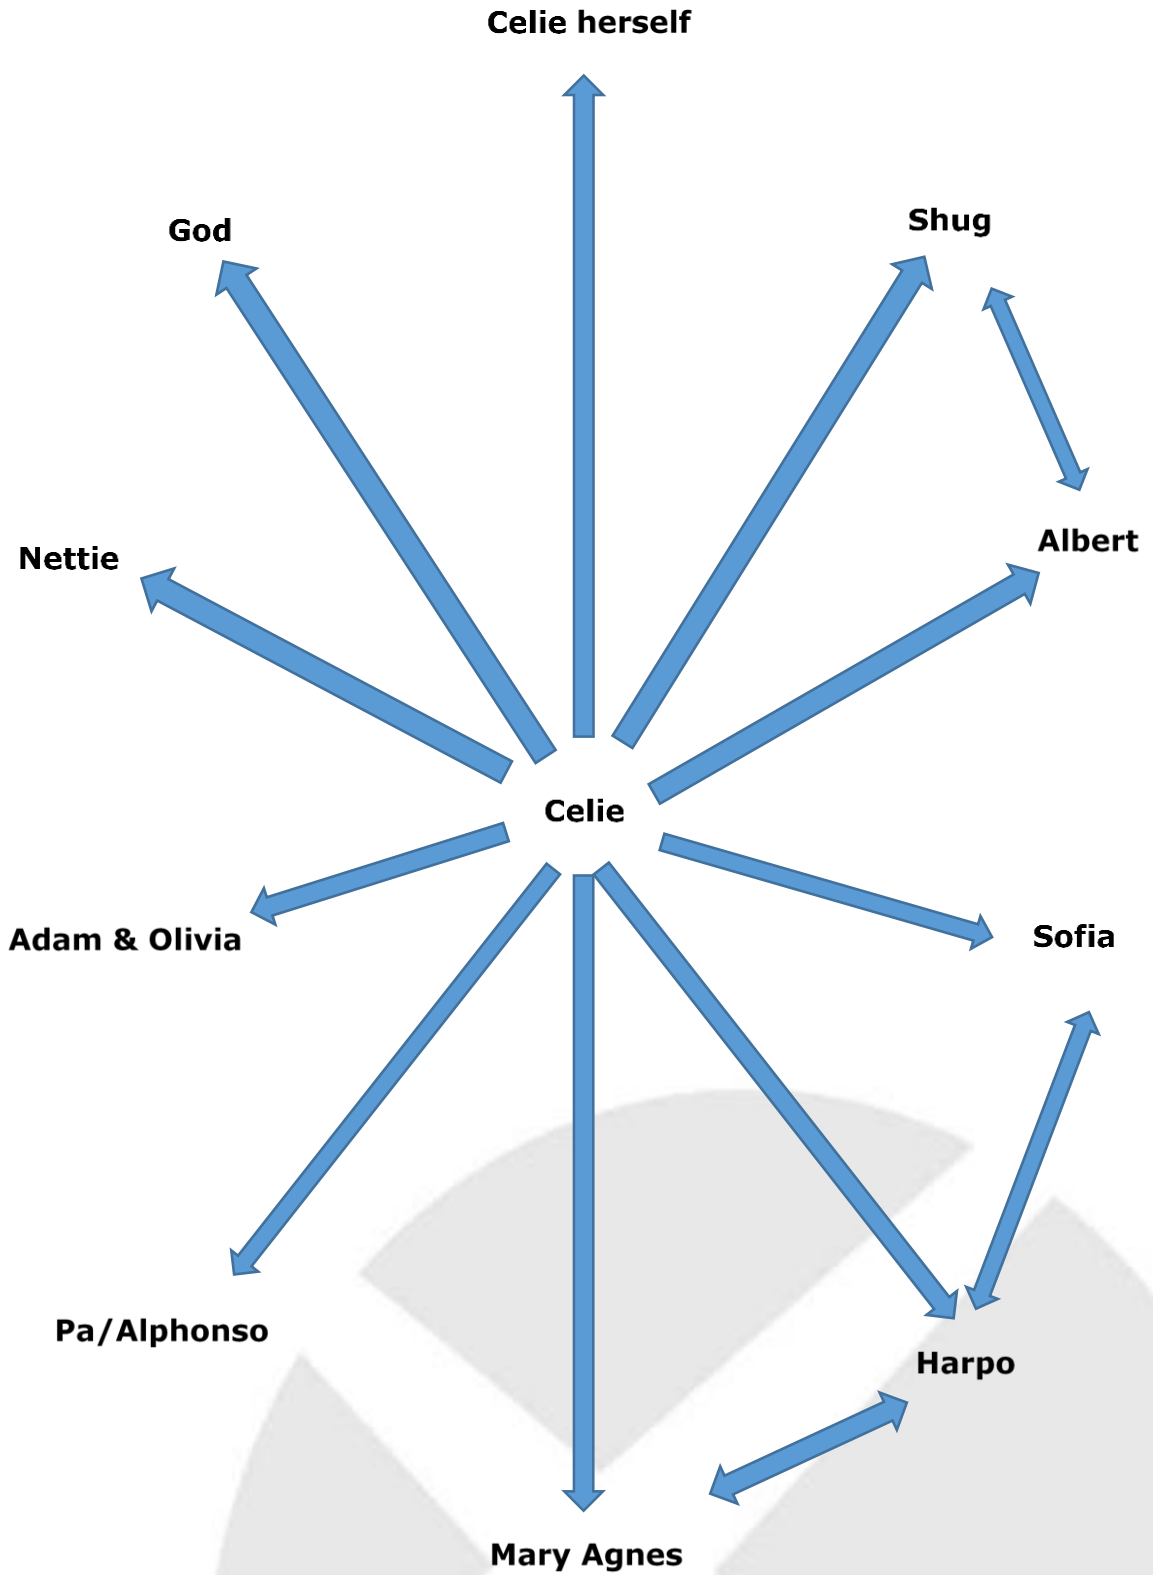 Celie herself
Shug
God
Albert
Nettie
Celie
Sofia
Adam & Olivia
Pa/Alphonso
Harpo
Mary Agnes